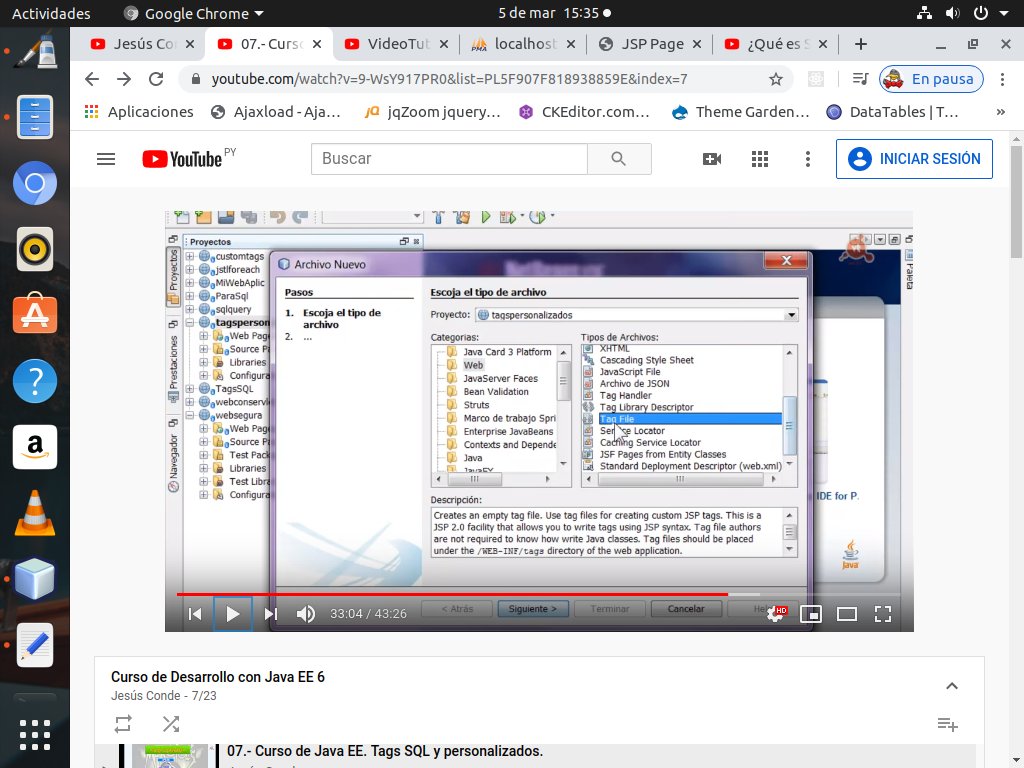 Actividades
Google Chrome
5 de mar 15:35
Jesús Co
07.- Curso
VideoTut
localhost
JSP Page
¿Qué es S
youtube.com/watch?v=9-WsY917PR0&list=PL5F907F818938859E&index=7
En pausa
Aplicaciones
Ajaxload - Aja...
jqZoom jquery...
CKEditor.com...
Theme Garden...
DataTables | T...
»
YouTube PY
Buscar
INICIAR SESIÓN
Proyectos
customtags
jstlforeach
MiWebAplic
ParaSql
sqlquery
tagsperson
Web Page
Source Pa
Libraries
Configura
TagsSQL
webconserv
websegura
Web Page
Source Pa
Test Pack
Libraries
Test Libra
Configura
Proyectos
Prestaciones
Navegador
Paleta
Archivo Nuevo
Pasos
1. Escoja el tipo de
archivo
2. ...
Escoja el tipo de archivo
Proyecto: tagspersonalizados
Categorías:
Java Card 3 Platform
Web
JavaServer Faces
Bean Validation
Struts
Marco de trabajo Spri
Enterprise JavaBeans
Contexts and Depende
Java
JavaFX
Tipos de Archivos:
XHTML
Cascading Style Sheet
JavaScript File
Archivo de JSON
Tag Handler
Tag Library Descriptor
Tag File
Service Locator
Caching Service Locator
JSF Pages from Entity Classes
Standard Deployment Descriptor (web.xml)
Descripción:
Creates an empty tag file. Use tag files for creating custom JSP tags. This is a
JSP 2.0 facility that allows you to write tags using JSP syntax. Tag file authors
are not required to know how write Java classes. Tag files should be placed
under the /WEB-INF/tags directory of the web application.
IDE for P.
Java
33:04 / 43:26
< Atrás
Siguiente >
Terminar
Cancelar
HD
Curso de Desarrollo con Java EE 6
Jesús Conde - 7/23
07.- Curso de Java EE. Tags SQL y personalizados.